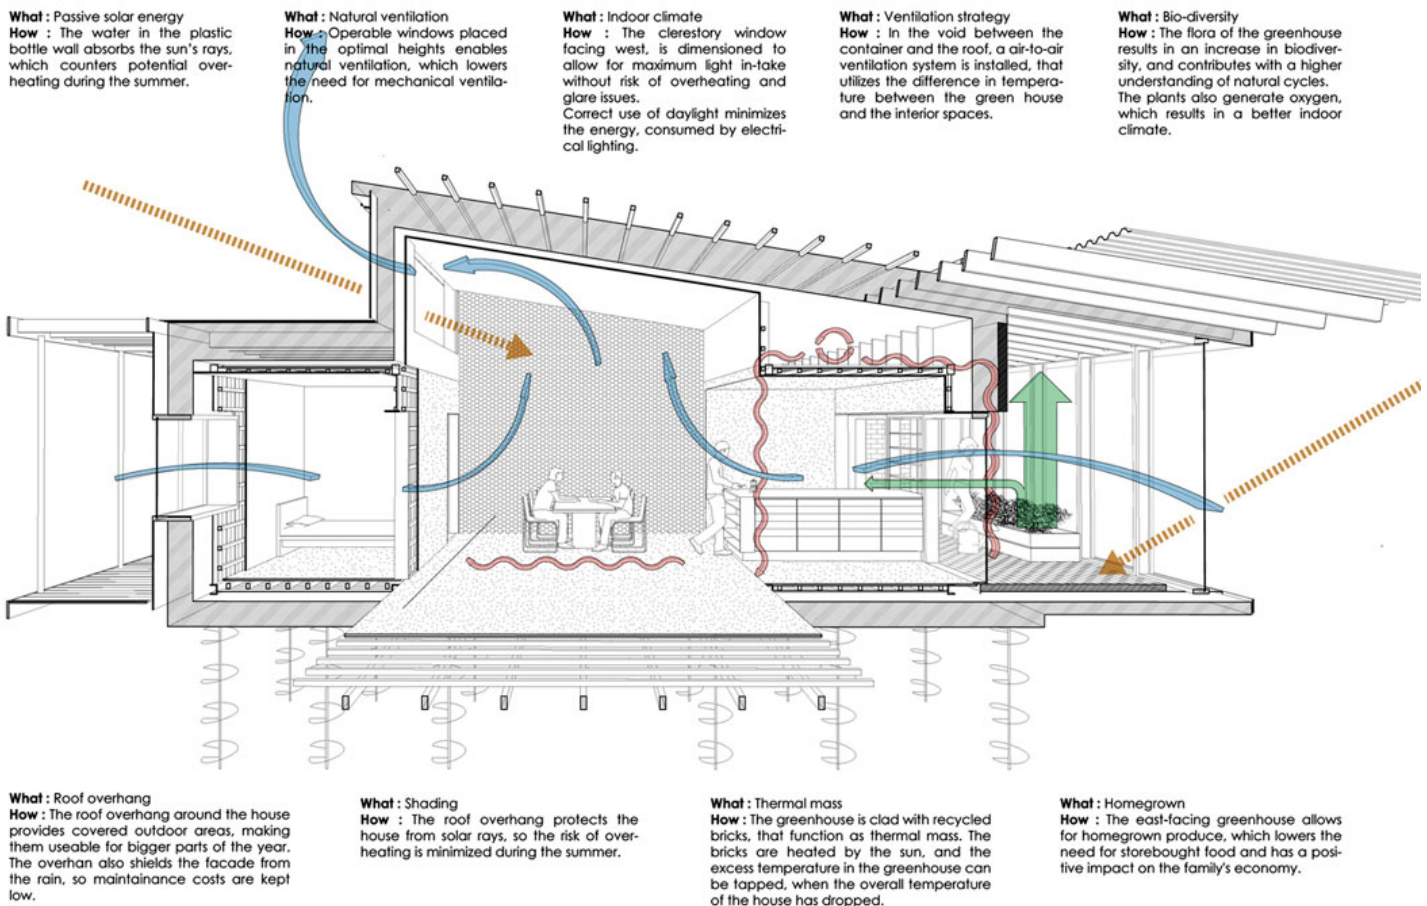 What : Passive solar energy
How : The water in the plastic
bottle wall absorbs the sun's rays,
which counters potential over-
heating during the summer.
What : Natural ventilation
How : Operable windows placed
in the optimal heights enables
natural ventilation, which lowers
the need for mechanical ventila-
tion.
What : Indoor climate
How : The clerestory window
facing west, is dimensioned to
allow for maximum light in-take
without risk of overheating and
glare issues.
Correct use of daylight minimizes
the energy, consumed by electri-
cal lighting.
What : Ventilation strategy
How : In the void between the
container and the roof, a air-to-air
ventilation system is installed, that
utilizes the difference in tempera-
ture between the green house
and the interior spaces.
What : Bio-diversity
How : The flora of the greenhouse
results in an increase in biodiver-
sity, and contributes with a higher
understanding of natural cycles.
The plants also generate oxygen,
which results in a better indoor
climate.
What : Roof overhang
How : The roof overhang around the house
provides covered outdoor areas, making
them useable for bigger parts of the year.
The overhan also shields the facade from
the rain, so maintainance costs are kept
low.
What : Shading
How : The roof overhang protects the
house from solar rays, so the risk of over-
heating is minimized during the summer.
What : Thermal mass
How : The greenhouse is clad with recycled
bricks, that function as thermal mass. The
bricks are heated by the sun, and the
excess temperature in the greenhouse can
be tapped, when the overall temperature
of the house has dropped.
What : Homegrown
How : The east-facing greenhouse allows
for homegrown produce, which lowers the
need for storebought food and has a posi-
tive impact on the family's economy.